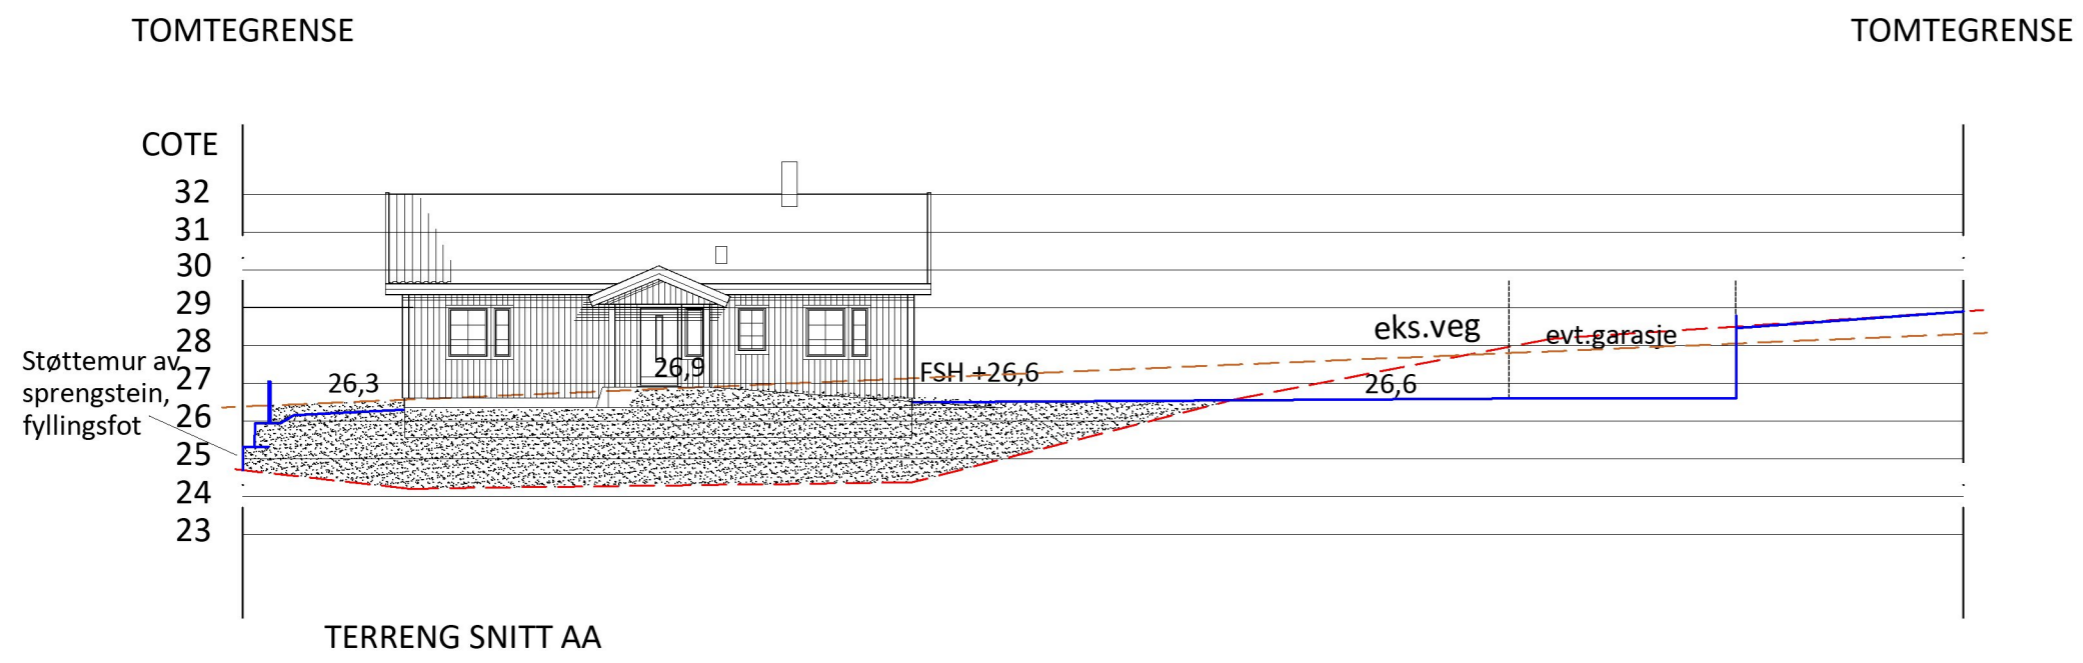 TOMTEGRENSE
TOMTEGRENSE
COTE
32
31
30
29
28
27
26
25
24
23
Støttemur av
sprengstein,
fyllingsfot
26,3
26,9
FSH +26,6
eks.veg
evt.garasje
26,6
TERRENG SNITT AA